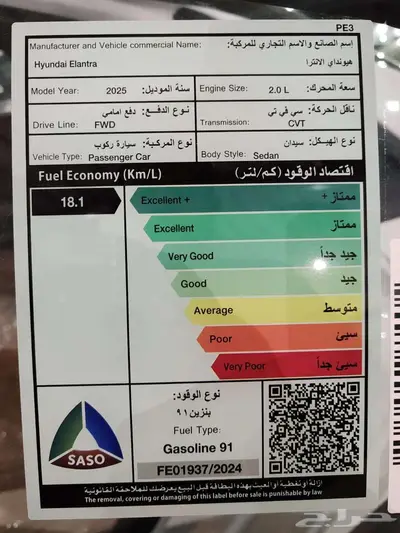 PE3
Manufacturer and Vehicle commercial Name: إسم الصانع والاسم التجاري للمركبة:
Hyundai Elantra هيونداي الانترا
Model Year: 2025 سنة الموديل: Engine Size: 2.0 L سعة المحرك:
نوع الدفع: دفع امامي ناقل الحركة: سي في تي
Drive Line: FWD Transmission: CVT
نوع المركبة: سيارة ركوب نوع الهيكل: سيدان
Vehicle Type: Passenger Car Body Style: Sedan
Fuel Economy (Km/L) اقتصاد الوقود (كم/لتر)
18.1 Excellent + ممتاز +
Excellent ممتاز
Very Good جيد جداً
Good جيد
Average متوسط
Poor سيئ
Very Poor سيئ جداً
نوع الوقود:
بنزين ٩١
Fuel Type:
Gasoline 91
SASO
FE01937/2024
إزالة أو تغطية أو العبث بهذه البطاقة قبل البيع يعرضك للملاحقة القانونية
The removal, covering or damaging of this label before sale is punishable by law
حراج